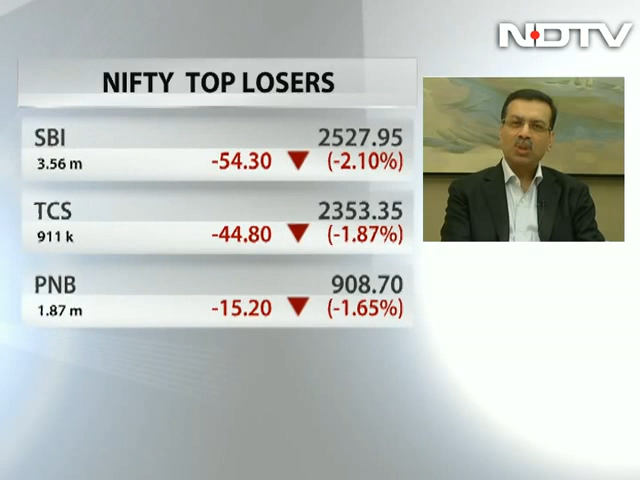 NDTV
NIFTY TOP LOSERS
SBI 2527.95
3.56 m -54.30 ▼ (-2.10%)
TCS 2353.35
911 k -44.80 ▼ (-1.87%)
PNB 908.70
1.87 m -15.20 ▼ (-1.65%)